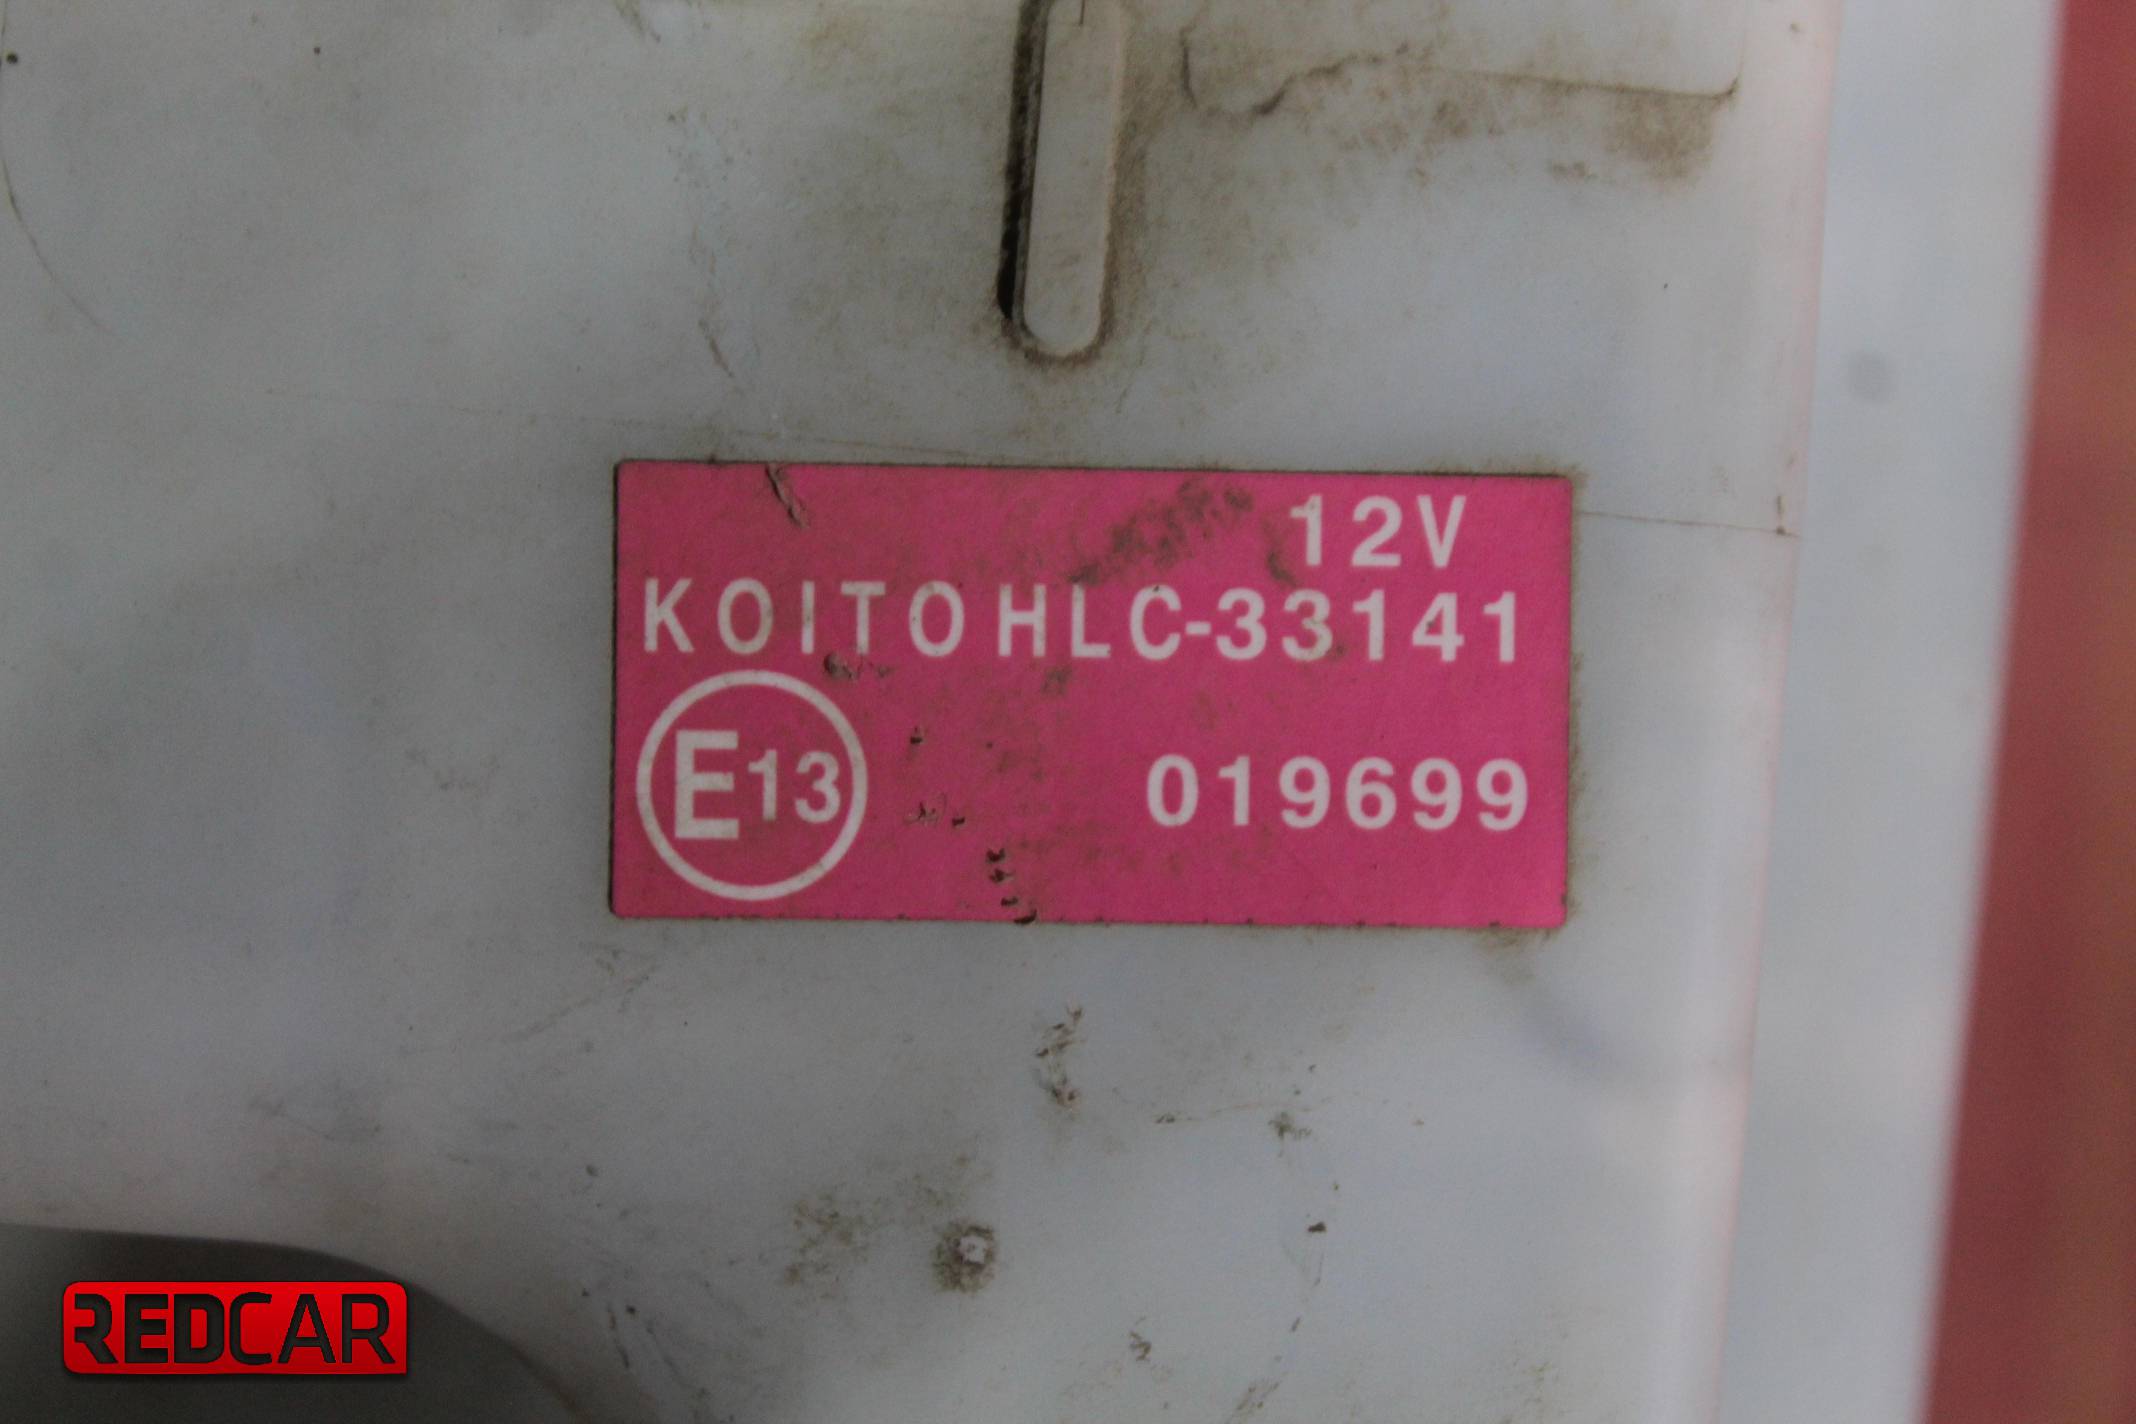 12V
KOITO HLC-33141
E13 019699
REDCAR